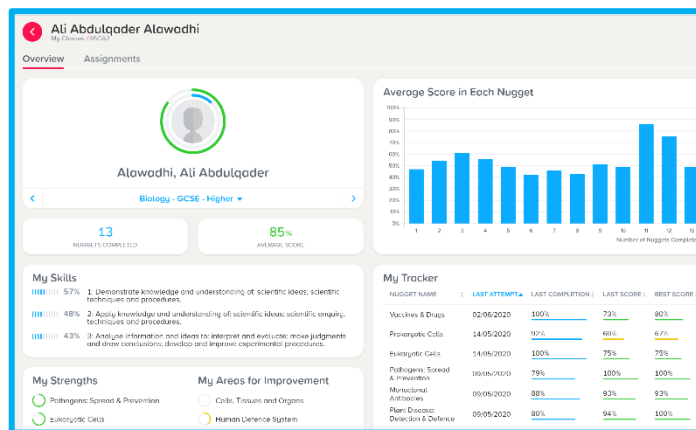 Ali Abdulqader Alawadhi
My Classes /
Overview Assignments
Alawadhi, Ali Abdulqader
Biology - GCSE - Higher
13
NUGGETS COMPLETED
85%
AVERAGE SCORE
My Skills
57% 1: Demonstrate knowledge and understanding of: scientific ideas; scientific
techniques and procedures.
48% 2: Apply knowledge and understanding of: scientific ideas; scientific enquiry,
techniques and procedures.
43% 3: Analyse information and ideas to: interpret and evaluate; make judgments
and draw conclusions; develop and improve experimental procedures.
My Strengths
Pathogens: Spread & Prevention
Eukaryotic Cells
My Areas for Improvement
Cells, Tissues and Organs
Human Defence System
Average Score in Each Nugget
100%
90%
80%
70%
60%
50%
40%
30%
20%
10%
0%
1 2 3 4 5 6 7 8 9 10 11 12 13
Number of Nuggets Complete
My Tracker
NUGGET NAME LAST ATTEMPT LAST COMPLETION LAST SCORE BEST SCORE
Vaccines & Drugs 02/06/2020 100% 73% 80%
Prokaryotic Cells 14/05/2020 92% 60% 67%
Eukaryotic Cells 14/05/2020 100% 75% 75%
Pathogens: Spread
& Prevention 09/05/2020 79% 100% 100%
Monoclonal
Antibodies 09/05/2020 88% 93% 93%
Plant Disease:
Detection & Defence 09/05/2020 80% 94% 100%